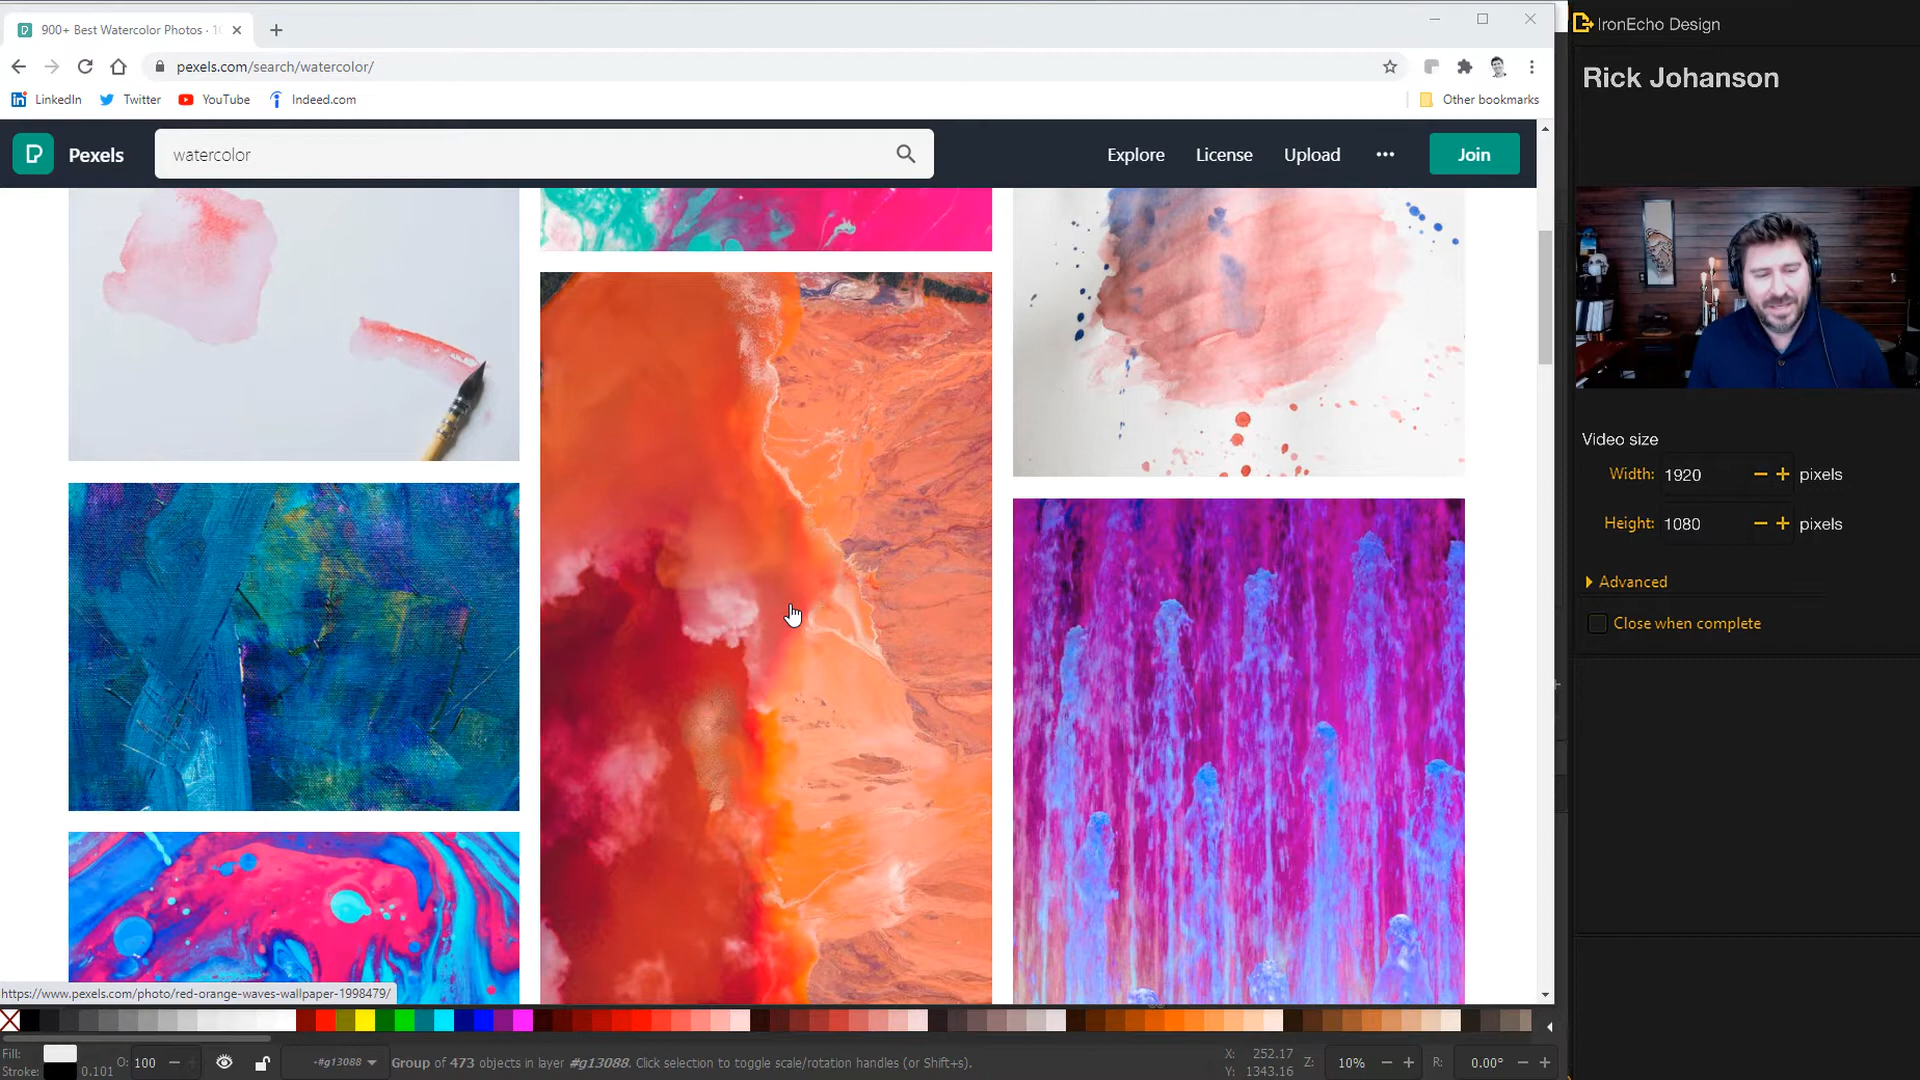 900+ Best Watercolor Photos · 10
pexels.com/search/watercolor/
LinkedIn Twitter YouTube Indeed.com Other bookmarks
Pexels watercolor Explore License Upload ••• Join
https://www.pexels.com/photo/red-orange-waves-wallpaper-1998479/
Fill: O: 100 -#g13088 Group of 473 objects in layer #g13088. Click selection to toggle scale/rotation handles (or Shift+s). X: 252.17 Z: 10% R: 0.00°
Stroke: 0.101 Y: 1343.16
IronEcho Design
Rick Johanson
Video size
Width: 1920 pixels
Height: 1080 pixels
Advanced
Close when complete